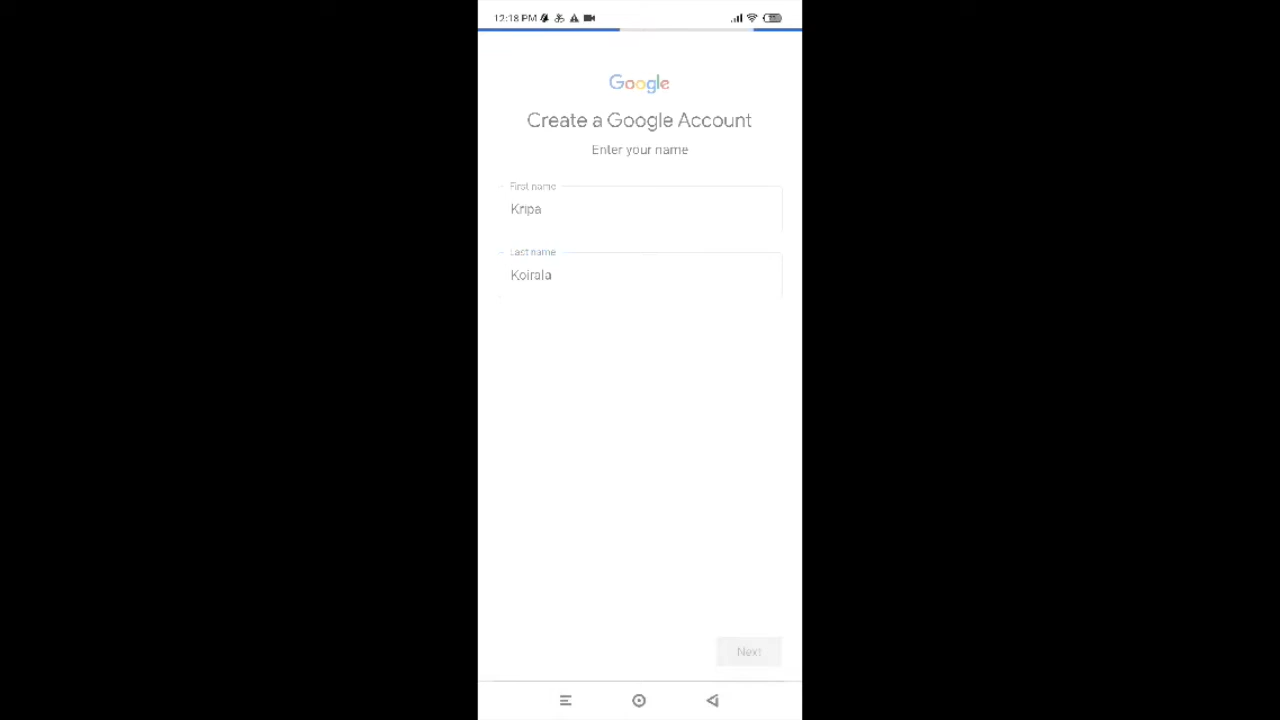 12:18 PM
Google
Create a Google Account
Enter your name
First name
Kripa
Last name
Koirala
Next